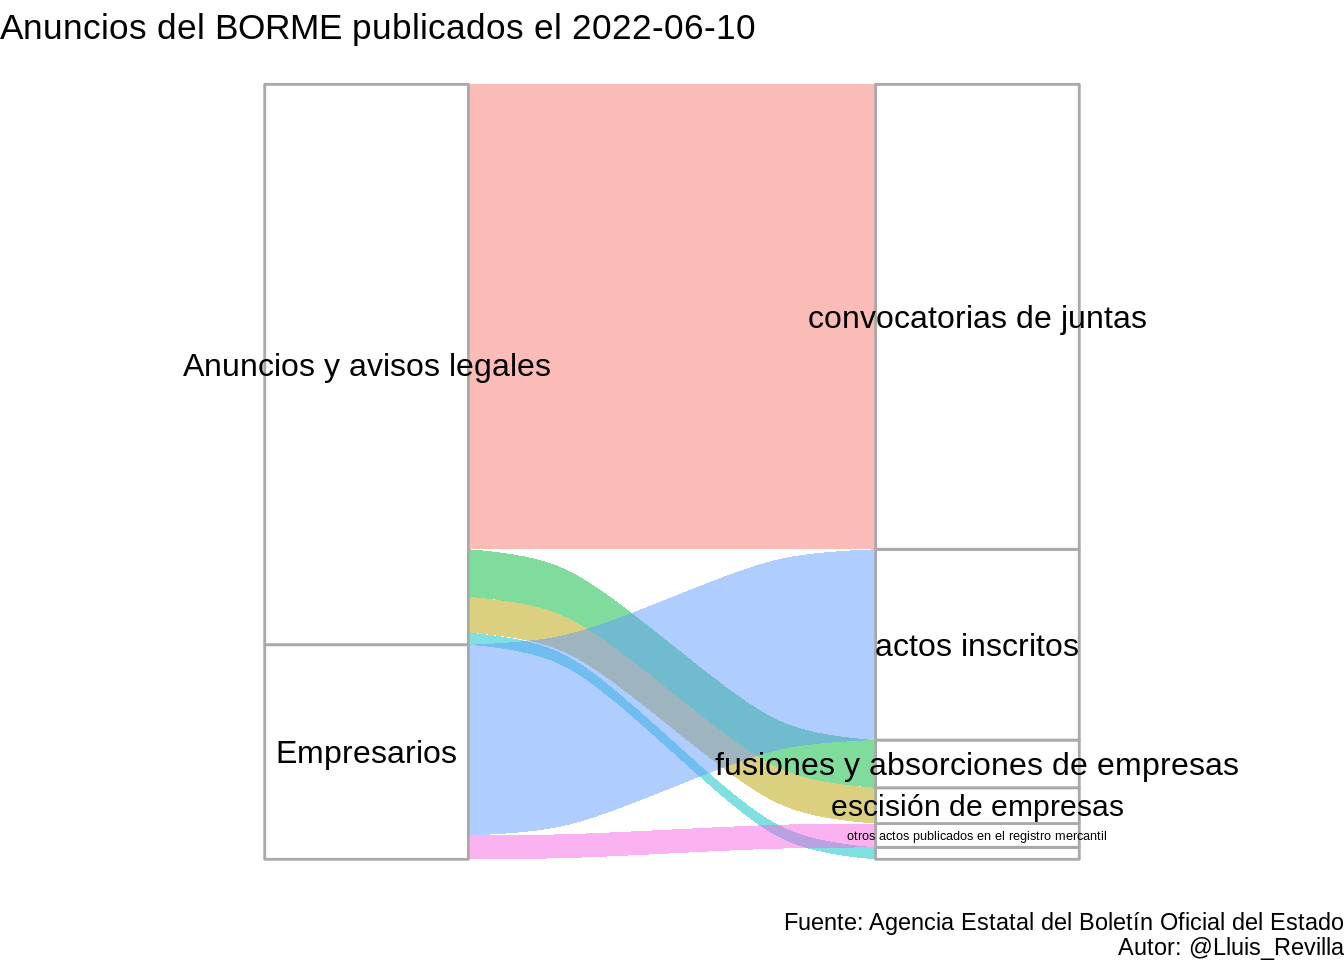 Anuncios del BORME publicados el 2022-06-10
convocatorias de juntas
Anuncios y avisos legales
actos inscritos
Empresarios
fusiones y absorciones de empresas
escisión de empresas
otros actos publicados en el registro mercantil
Fuente: Agencia Estatal del Boletín Oficial del Estado
Autor: @Lluis_Revilla